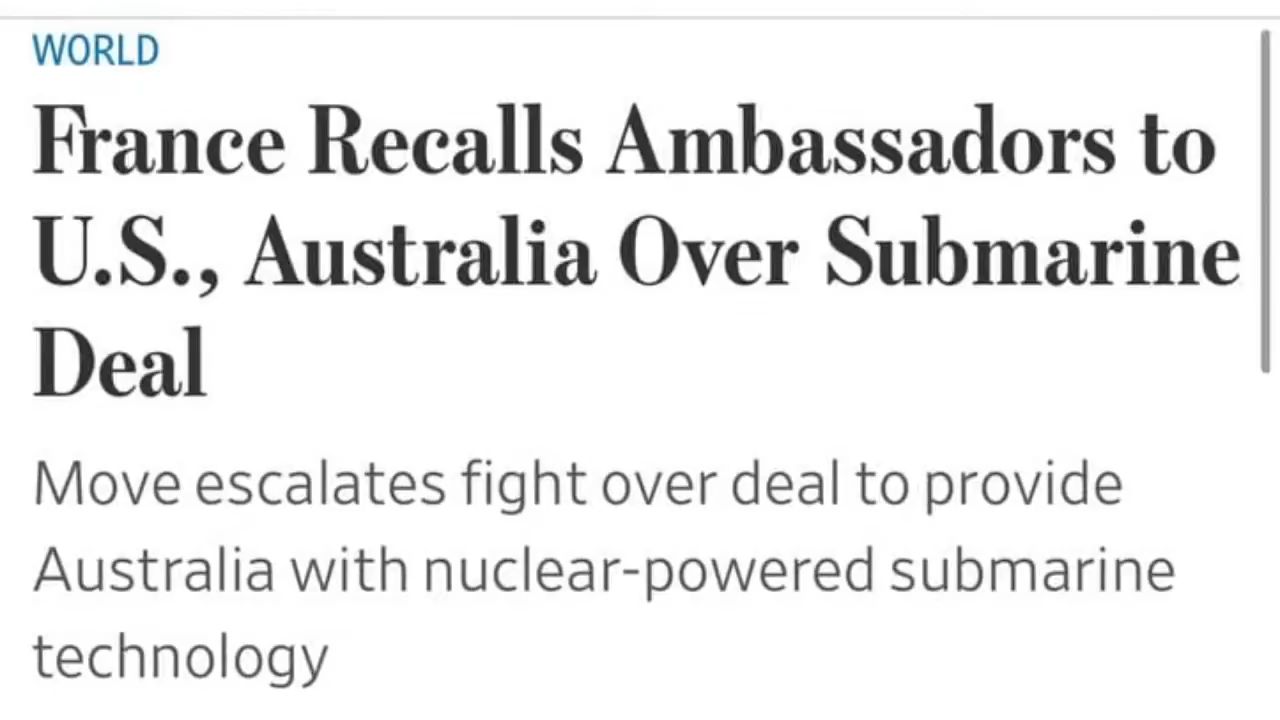 WORLD
France Recalls Ambassadors to
U.S., Australia Over Submarine
Deal
Move escalates fight over deal to provide
Australia with nuclear-powered submarine
technology